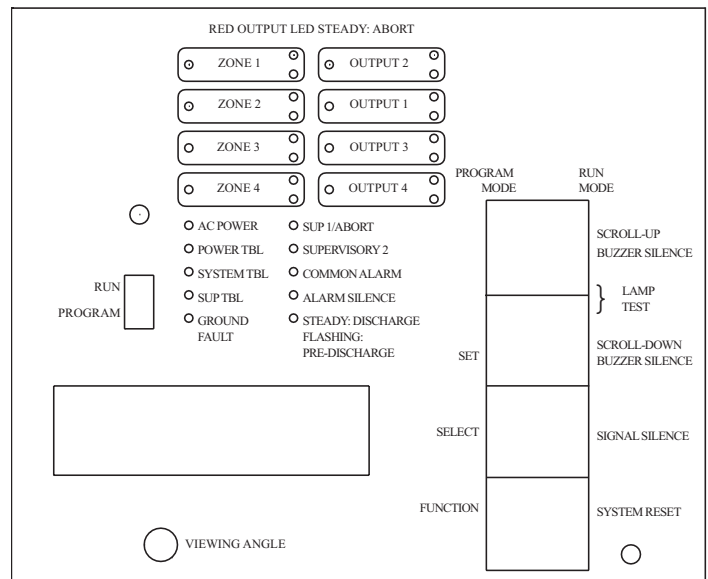 RED OUTPUT LED STEADY: ABORT
ZONE 1
OUTPUT 2
ZONE 2
OUTPUT 1
ZONE 3
OUTPUT 3
ZONE 4
OUTPUT 4
AC POWER
POWER TBL
SYSTEM TBL
SUP TBL
GROUND
FAULT
SUP 1/ABORT
SUPERVISORY 2
COMMON ALARM
ALARM SILENCE
STEADY: DISCHARGE
FLASHING:
PRE-DISCHARGE
RUN
PROGRAM
PROGRAM
MODE
RUN
MODE
SCROLL-UP
BUZZER SILENCE
LAMP
TEST
SET
SCROLL-DOWN
BUZZER SILENCE
SELECT
SIGNAL SILENCE
FUNCTION
SYSTEM RESET
VIEWING ANGLE